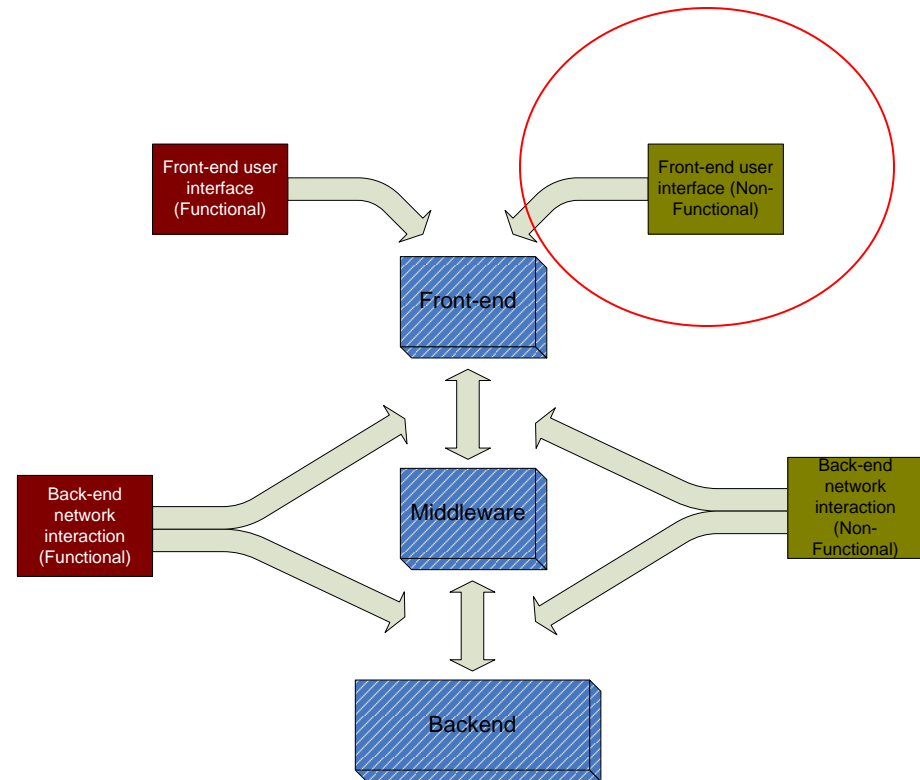 Front-end user
interface
(Functional)
Front-end user
interface (Non-
Functional)
Front-end
Back-end
network
interaction
(Functional)
Middleware
Back-end
network
interaction
(Non-
Functional)
Backend